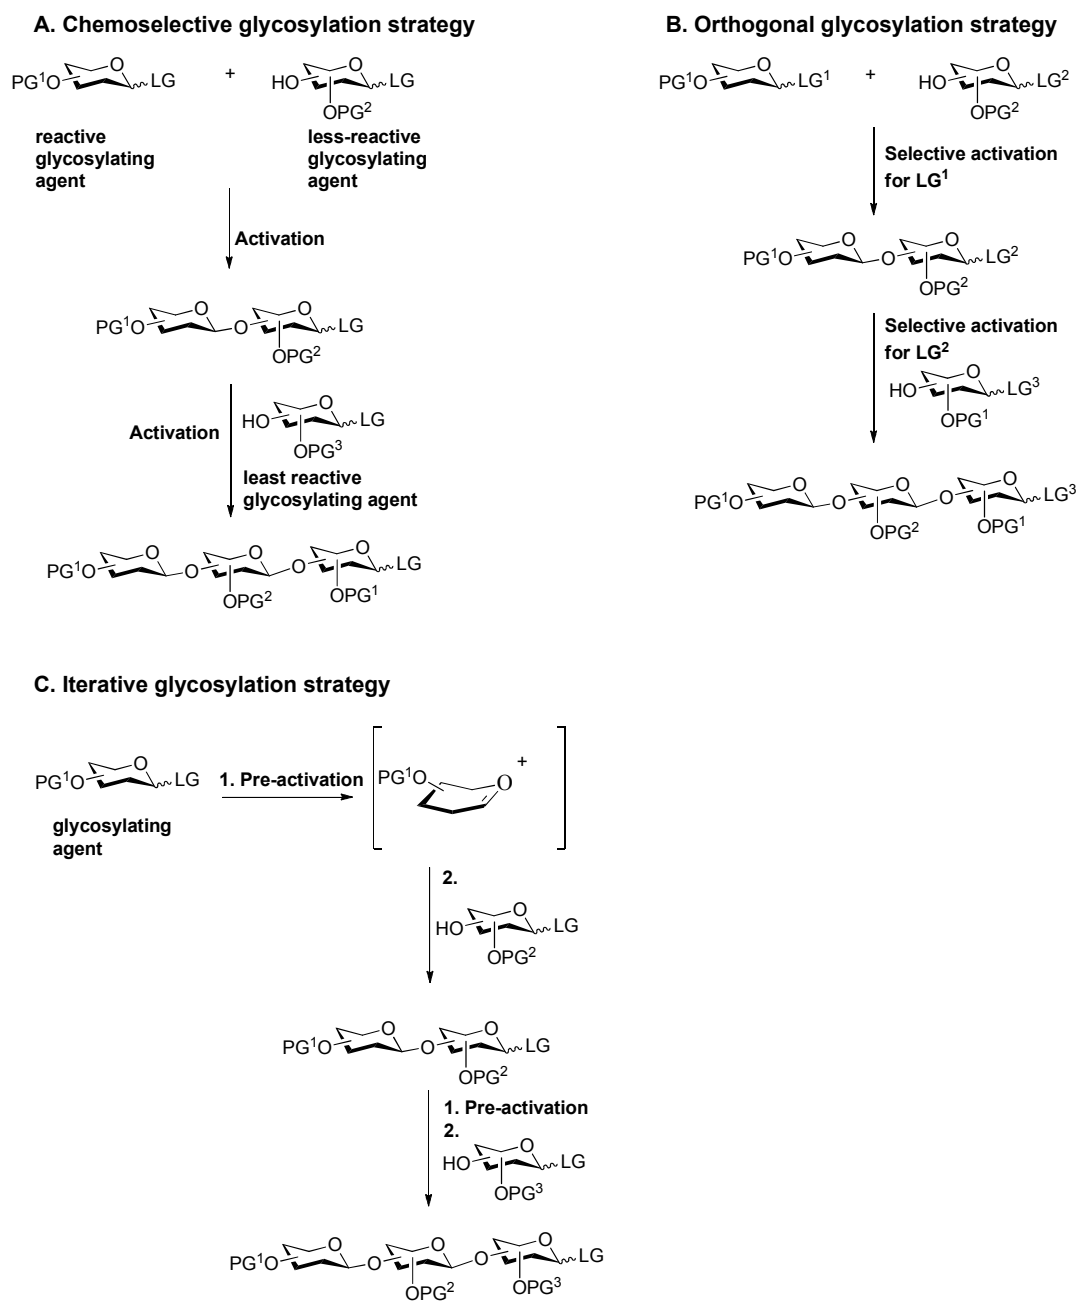 A. Chemoselective glycosylation strategy
PG¹O O LG + HO O LG
OPG²
reactive
glycosylating
agent
less-reactive
glycosylating
agent
Activation
PG¹O O O O LG
OPG²
Activation
HO O LG
OPG³
least reactive
glycosylating agent
PG¹O O O O O O LG
OPG² OPG¹
B. Orthogonal glycosylation strategy
PG¹O O LG¹ + HO O LG²
OPG²
Selective activation
for LG¹
PG¹O O O O LG²
OPG²
Selective activation
for LG²
HO O LG³
OPG¹
PG¹O O O O O O LG³
OPG² OPG¹
C. Iterative glycosylation strategy
PG¹O O LG
glycosylating
agent
1. Pre-activation
PG¹O O +
2.
HO O LG
OPG²
PG¹O O O O LG
OPG²
1. Pre-activation
2.
HO O LG
OPG³
PG¹O O O O O O LG
OPG² OPG³